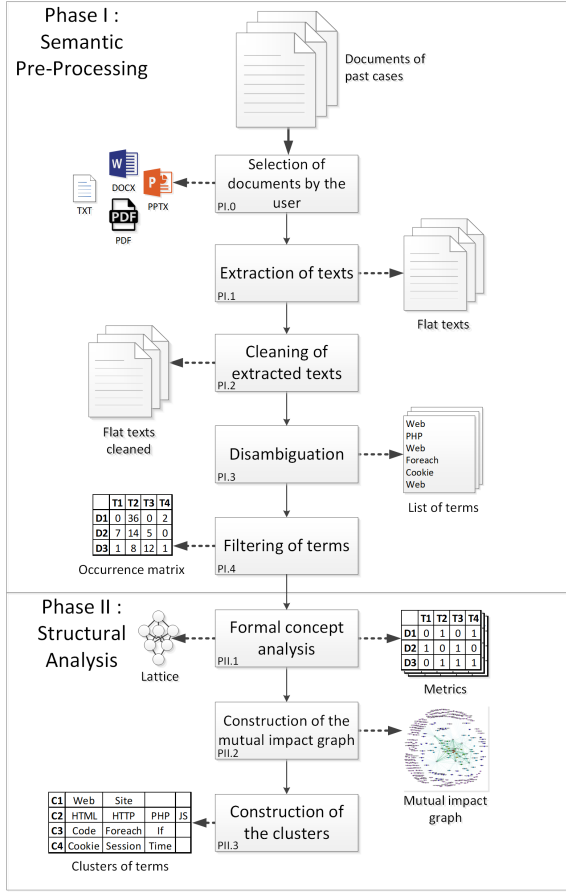 Phase I :
Semantic
Pre-Processing
Documents of
past cases
W
DOCX
P
PPTX
TXT
PDF
PDF
Selection of
documents by the
user
PI.0
Extraction of texts
PI.1
Flat texts
Cleaning of
extracted texts
PI.2
Flat texts
cleaned
Disambiguation
PI.3
Web
PHP
Web
Foreach
Cookie
Web
List of terms
T1 T2 T3 T4
D1 0 36 0 2
D2 7 14 5 0
D3 1 8 12 1
Occurrence matrix
Filtering of terms
PI.4
Phase II :
Structural
Analysis
Lattice
Formal concept
analysis
PII.1
T1 T2 T3 T4
D1 0 1 0 1
D2 1 0 1 0
D3 0 1 1 1
Metrics
Construction of the
mutual impact graph
PII.2
Mutual impact
graph
Construction of
the clusters
PII.3
C1 Web Site
C2 HTML HTTP PHP JS
C3 Code Foreach If
C4 Cookie Session Time
Clusters of terms